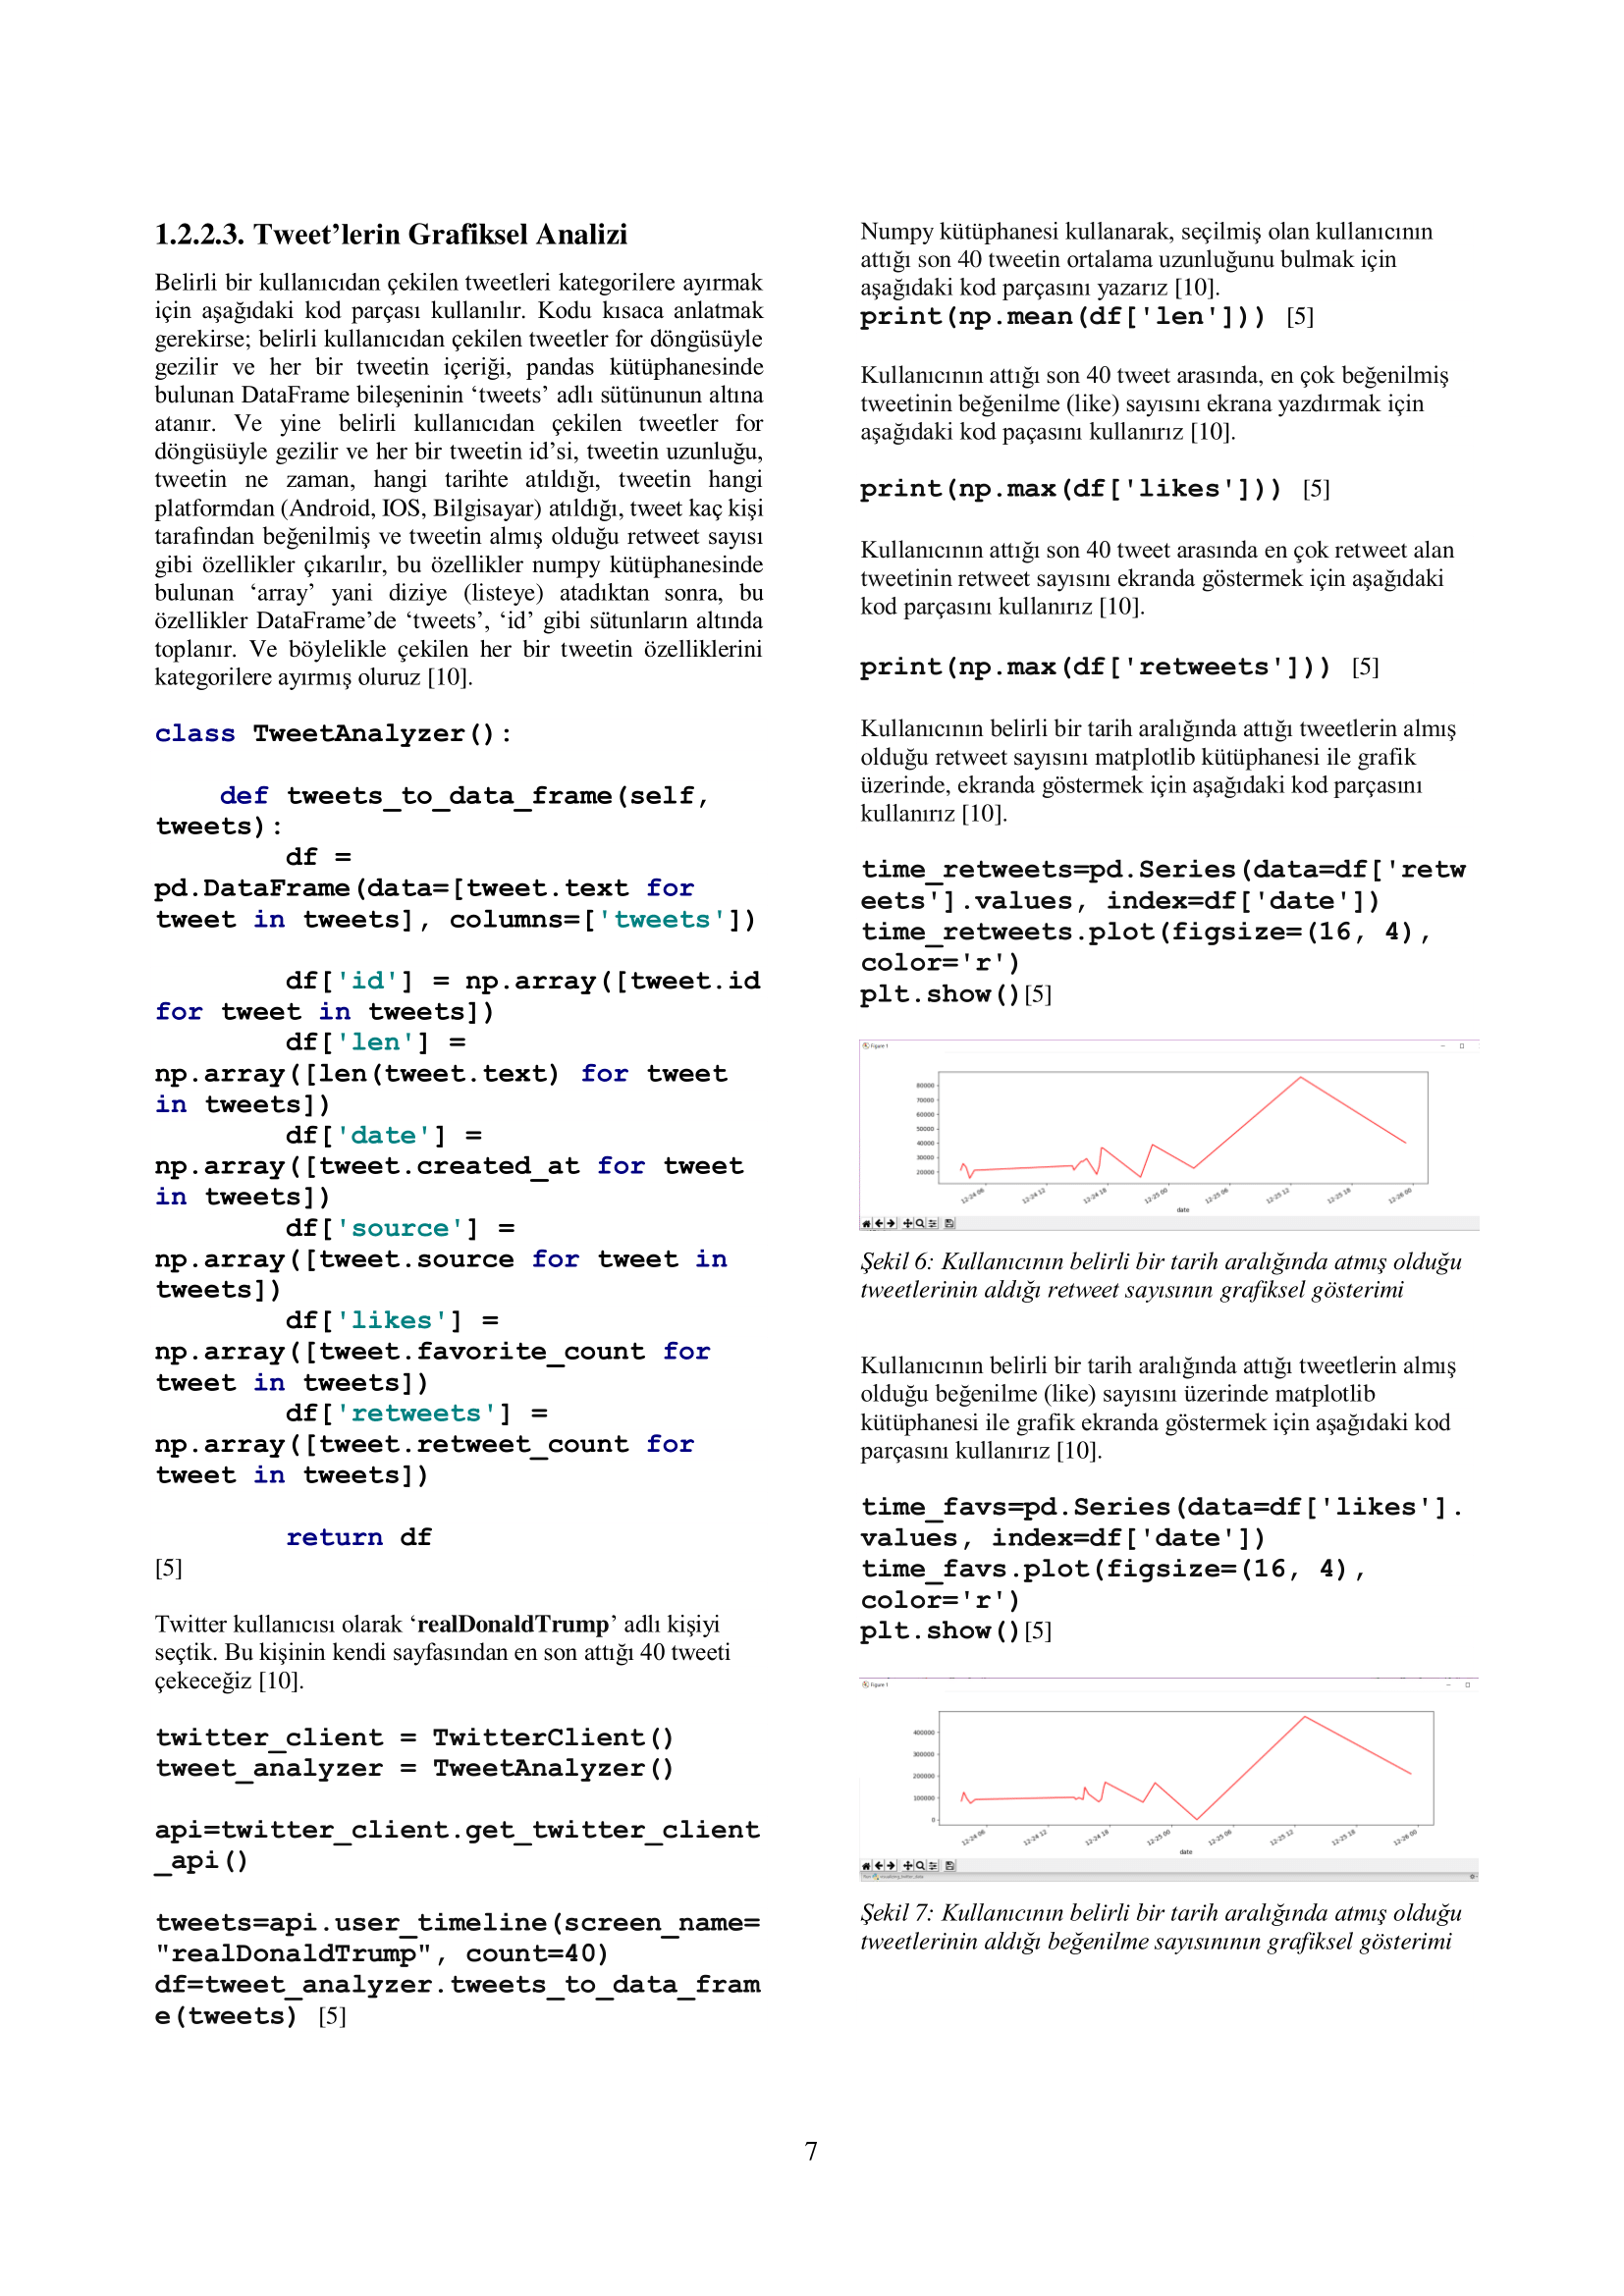 1.2.2.3. Tweet’lerin Grafiksel Analizi
Belirli bir kullanıcıdan çekilen tweetleri kategorilere ayırmak
için aşağıdaki kod parçası kullanılır. Kodu kısaca anlatmak
gerekirse; belirli kullanıcıdan çekilen tweetler for döngüsüyle
gezilir ve her bir tweetin içeriği, pandas kütüphanesinde
bulunan DataFrame bileşeninin ‘tweets’ adlı sütünunun altına
atanır. Ve yine belirli kullanıcıdan çekilen tweetler for
döngüsüyle gezilir ve her bir tweetin id’si, tweetin uzunluğu,
tweetin ne zaman, hangi tarihte atıldığı, tweetin hangi
platformdan (Android, IOS, Bilgisayar) atıldığı, tweet kaç kişi
tarafından beğenilmiş ve tweetin almış olduğu retweet sayısı
gibi özellikler çıkarılır, bu özellikler numpy kütüphanesinde
bulunan ‘array’ yani diziye (listeye) atadıktan sonra, bu
özellikler DataFrame’de ‘tweets’, ‘id’ gibi sütunların altında
toplanır. Ve böylelikle çekilen her bir tweetin özelliklerini
kategorilere ayırmış oluruz [10].
class TweetAnalyzer():
def tweets_to_data_frame(self,
tweets):
df =
pd.DataFrame(data=[tweet.text for
tweet in tweets], columns=['tweets'])
df['id'] = np.array([tweet.id
for tweet in tweets])
df['len'] =
np.array([len(tweet.text) for tweet
in tweets])
df['date'] =
np.array([tweet.created_at for tweet
in tweets])
df['source'] =
np.array([tweet.source for tweet in
tweets])
df['likes'] =
np.array([tweet.favorite_count for
tweet in tweets])
df['retweets'] =
np.array([tweet.retweet_count for
tweet in tweets])
return df
[5]
Twitter kullanıcısı olarak ‘realDonaldTrump’ adlı kişiyi
seçtik. Bu kişinin kendi sayfasından en son attığı 40 tweeti
çekeceğiz [10].
twitter_client = TwitterClient()
tweet_analyzer = TweetAnalyzer()
api=twitter_client.get_twitter_client
_api()
tweets=api.user_timeline(screen_name=
"realDonaldTrump", count=40)
df=tweet_analyzer.tweets_to_data_fram
e(tweets) [5]
Numpy kütüphanesi kullanarak, seçilmiş olan kullanıcının
attığı son 40 tweetin ortalama uzunluğunu bulmak için
aşağıdaki kod parçasını yazarız [10].
print(np.mean(df['len'])) [5]
Kullanıcının attığı son 40 tweet arasında, en çok beğenilmiş
tweetinin beğenilme (like) sayısını ekrana yazdırmak için
aşağıdaki kod paçasını kullanırız [10].
print(np.max(df['likes'])) [5]
Kullanıcının attığı son 40 tweet arasında en çok retweet alan
tweetinin retweet sayısını ekranda göstermek için aşağıdaki
kod parçasını kullanırız [10].
print(np.max(df['retweets'])) [5]
Kullanıcının belirli bir tarih aralığında attığı tweetlerin almış
olduğu retweet sayısını matplotlib kütüphanesi ile grafik
üzerinde, ekranda göstermek için aşağıdaki kod parçasını
kullanırız [10].
time_retweets=pd.Series(data=df['retw
eets'].values, index=df['date'])
time_retweets.plot(figsize=(16, 4),
color='r')
plt.show()[5]
Figure 1
80000
70000
60000
50000
40000
30000
20000
12-24 06 12-24 12 12-24 18 12-25 00 12-25 06 12-25 12 12-25 18 12-26 00
date
Şekil 6: Kullanıcının belirli bir tarih aralığında atmış olduğu
tweetlerinin aldığı retweet sayısının grafiksel gösterimi
Kullanıcının belirli bir tarih aralığında attığı tweetlerin almış
olduğu beğenilme (like) sayısını üzerinde matplotlib
kütüphanesi ile grafik ekranda göstermek için aşağıdaki kod
parçasını kullanırız [10].
time_favs=pd.Series(data=df['likes'].
values, index=df['date'])
time_favs.plot(figsize=(16, 4),
color='r')
plt.show()[5]
Figure 1
400000
300000
200000
100000
0
12-24 06 12-24 12 12-24 18 12-25 00 12-25 06 12-25 12 12-25 18 12-26 00
date
Şekil 7: Kullanıcının belirli bir tarih aralığında atmış olduğu
tweetlerinin aldığı beğenilme sayısınının grafiksel gösterimi
7